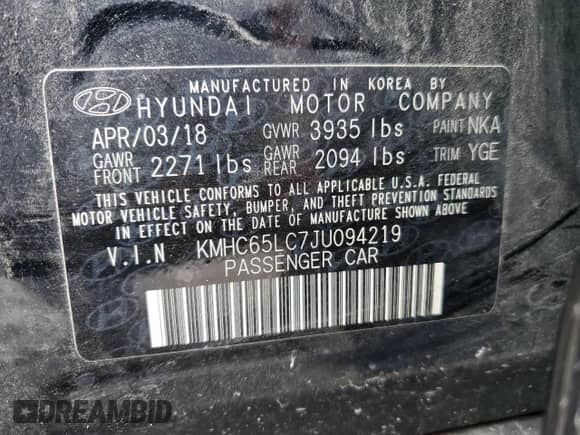 MANUFACTURED IN KOREA BY
HYUNDAI MOTOR COMPANY
APR/03/18 GVWR 3935 lbs PAINT NKA
GAWR FRONT 2271 lbs GAWR REAR 2094 lbs TRIM YGE
THIS VEHICLE CONFORMS TO ALL APPLICABLE U.S.A. FEDERAL
MOTOR VEHICLE SAFETY, BUMPER, AND THEFT PREVENTION STANDARDS
IN EFFECT ON THE DATE OF MANUFACTURE SHOWN ABOVE
V.I.N KMHC65LC7JU094219
PASSENGER CAR
DREAMBID